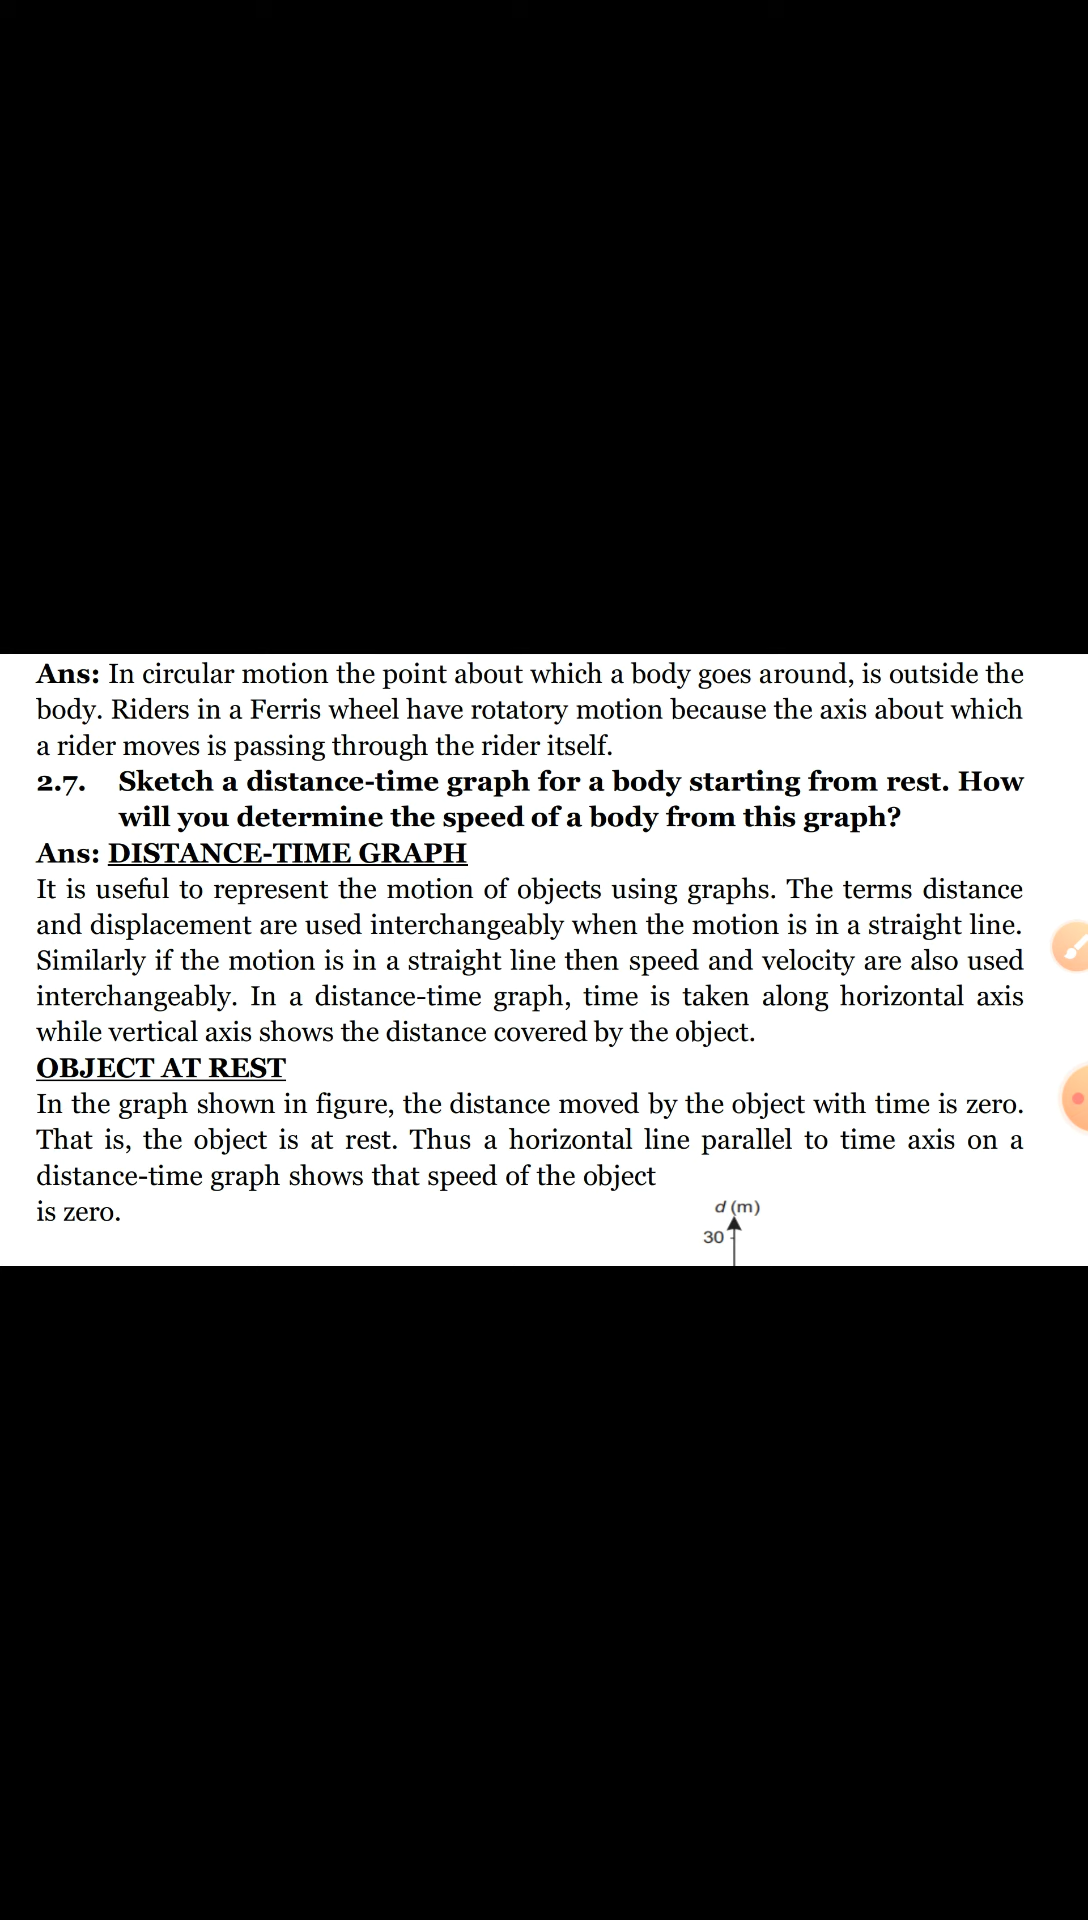 Ans: In circular motion the point about which a body goes around, is outside the
body. Riders in a Ferris wheel have rotatory motion because the axis about which
a rider moves is passing through the rider itself.
2.7. Sketch a distance-time graph for a body starting from rest. How
will you determine the speed of a body from this graph?
Ans: DISTANCE-TIME GRAPH
It is useful to represent the motion of objects using graphs. The terms distance
and displacement are used interchangeably when the motion is in a straight line.
Similarly if the motion is in a straight line then speed and velocity are also used
interchangeably. In a distance-time graph, time is taken along horizontal axis
while vertical axis shows the distance covered by the object.
OBJECT AT REST
In the graph shown in figure, the distance moved by the object with time is zero.
That is, the object is at rest. Thus a horizontal line parallel to time axis on a
distance-time graph shows that speed of the object
is zero.
d (m)
30